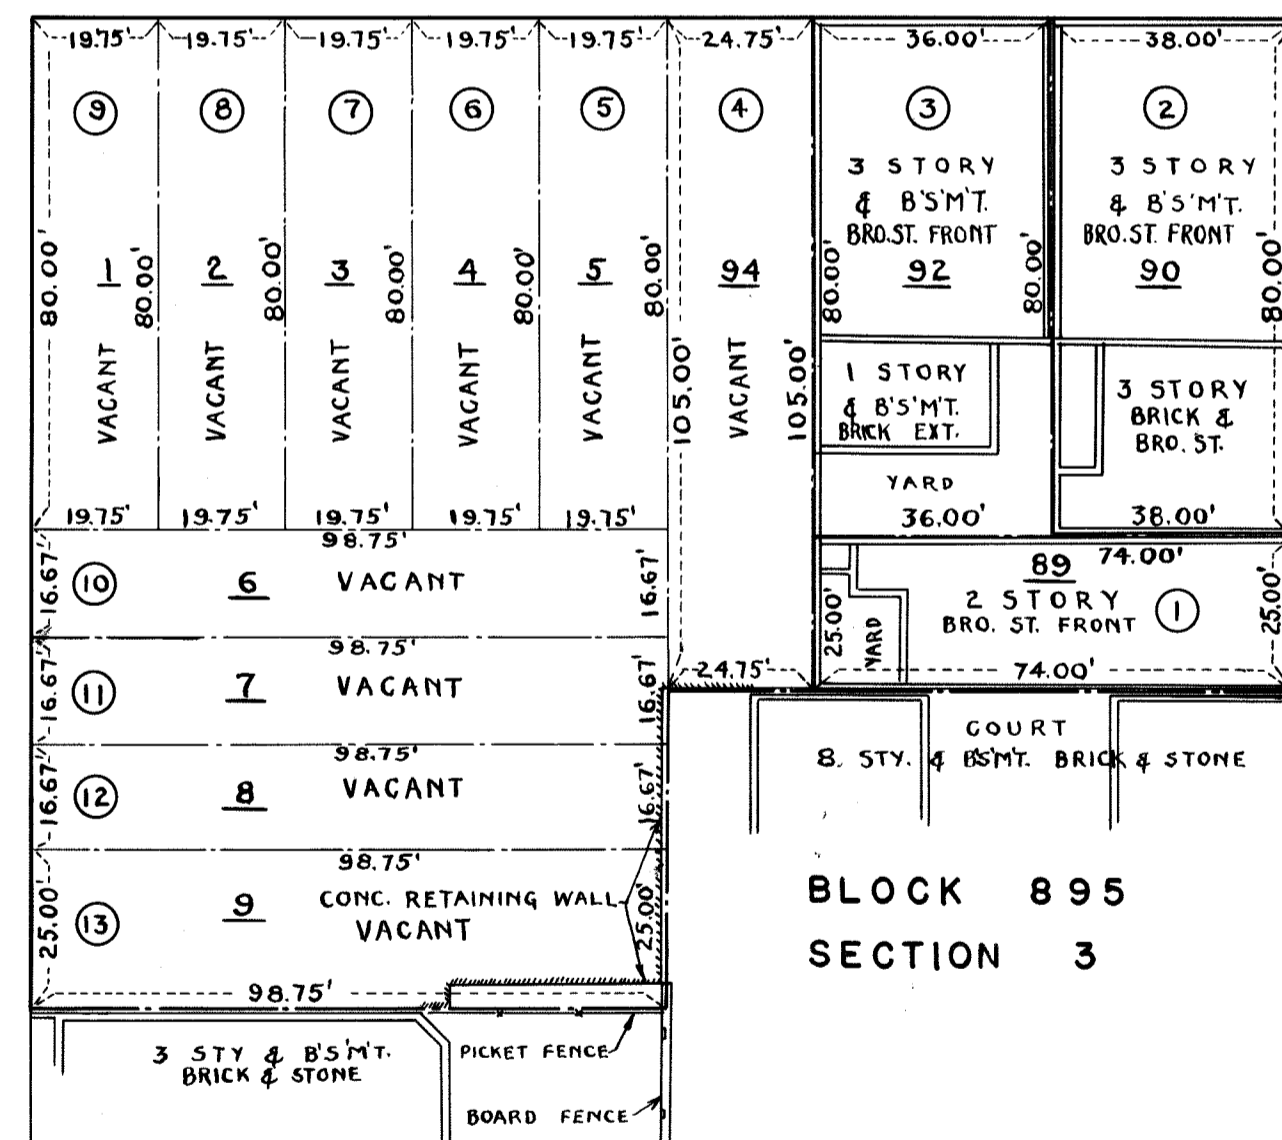 19.75' 19.75' 19.75' 19.75' 19.75' 24.75' 36.00' 38.00'
9 8 7 6 5 4 3 2
3 STORY
& B'S'M'T.
BRO.ST. FRONT
92
3 STORY
& B'S'M'T.
BRO.ST. FRONT
90
80.00' 1 80.00' 2 80.00' 3 80.00' 4 80.00' 5 80.00' 94 80.00' 80.00' 80.00'
VACANT VACANT VACANT VACANT VACANT 105.00' VACANT 105.00'
1 STORY
& B'S'M'T.
BRICK EXT.
YARD
36.00'
3 STORY
BRICK &
BRO. ST.
38.00'
19.75' 19.75' 19.75' 19.75' 19.75'
98.75'
16.67' 10 6 VACANT 16.67'
89 74.00'
2 STORY
BRO. ST. FRONT
1
25.00' YARD 25.00'
74.00'
24.75'
98.75'
16.67' 11 7 VACANT 16.67'
98.75'
16.67' 12 8 VACANT 16.67'
COURT
8. STY. & B'S'M'T. BRICK & STONE
98.75'
CONC. RETAINING WALL
25.00' 13 9 VACANT 25.00'
98.75'
BLOCK 895
SECTION 3
3 STY & B'S'M'T.
BRICK & STONE
PICKET FENCE
BOARD FENCE